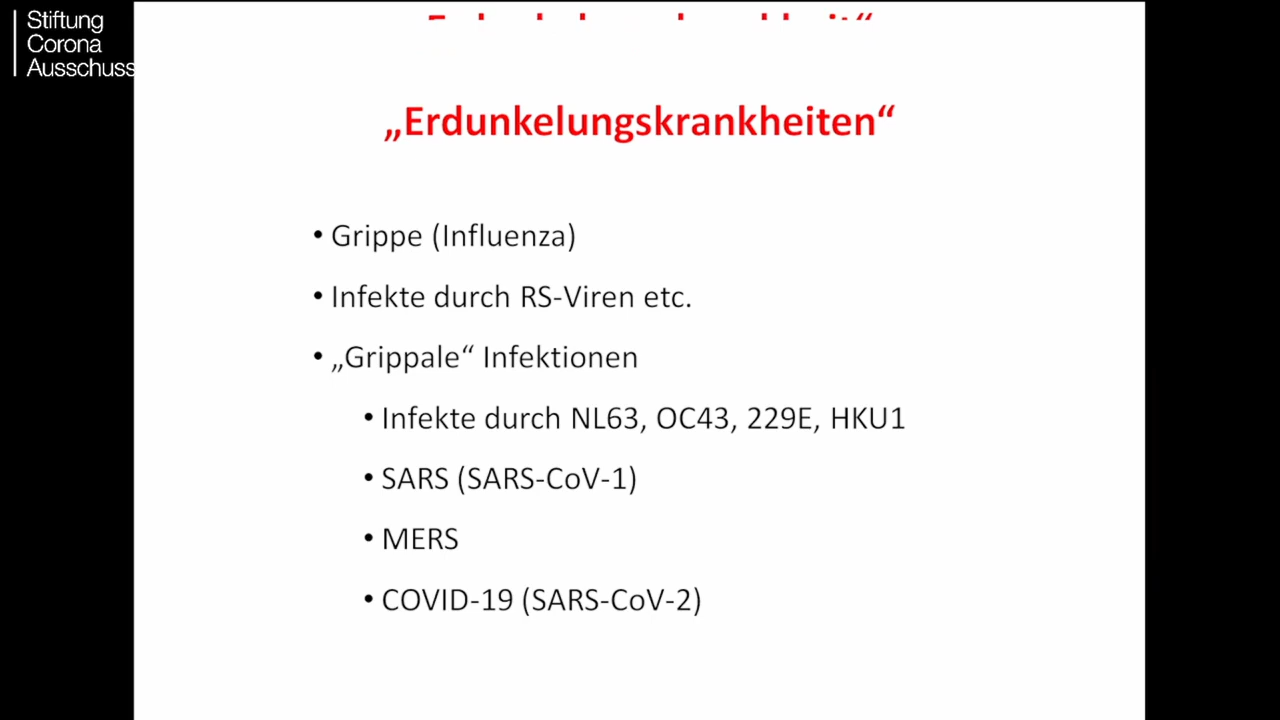 Stiftung
Corona
Ausschuss
„Erdunkelungskrankheiten“
• Grippe (Influenza)
• Infekte durch RS-Viren etc.
• „Grippale“ Infektionen
• Infekte durch NL63, OC43, 229E, HKU1
• SARS (SARS-CoV-1)
• MERS
• COVID-19 (SARS-CoV-2)